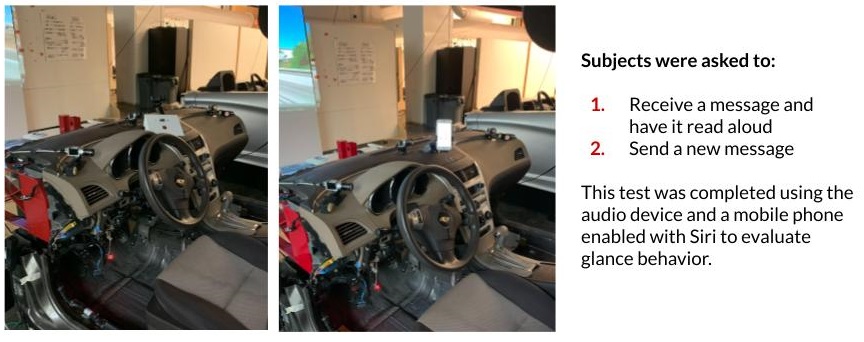 Subjects were asked to:
1. Receive a message and
have it read aloud
2. Send a new message
This test was completed using the
audio device and a mobile phone
enabled with Siri to evaluate
glance behavior.